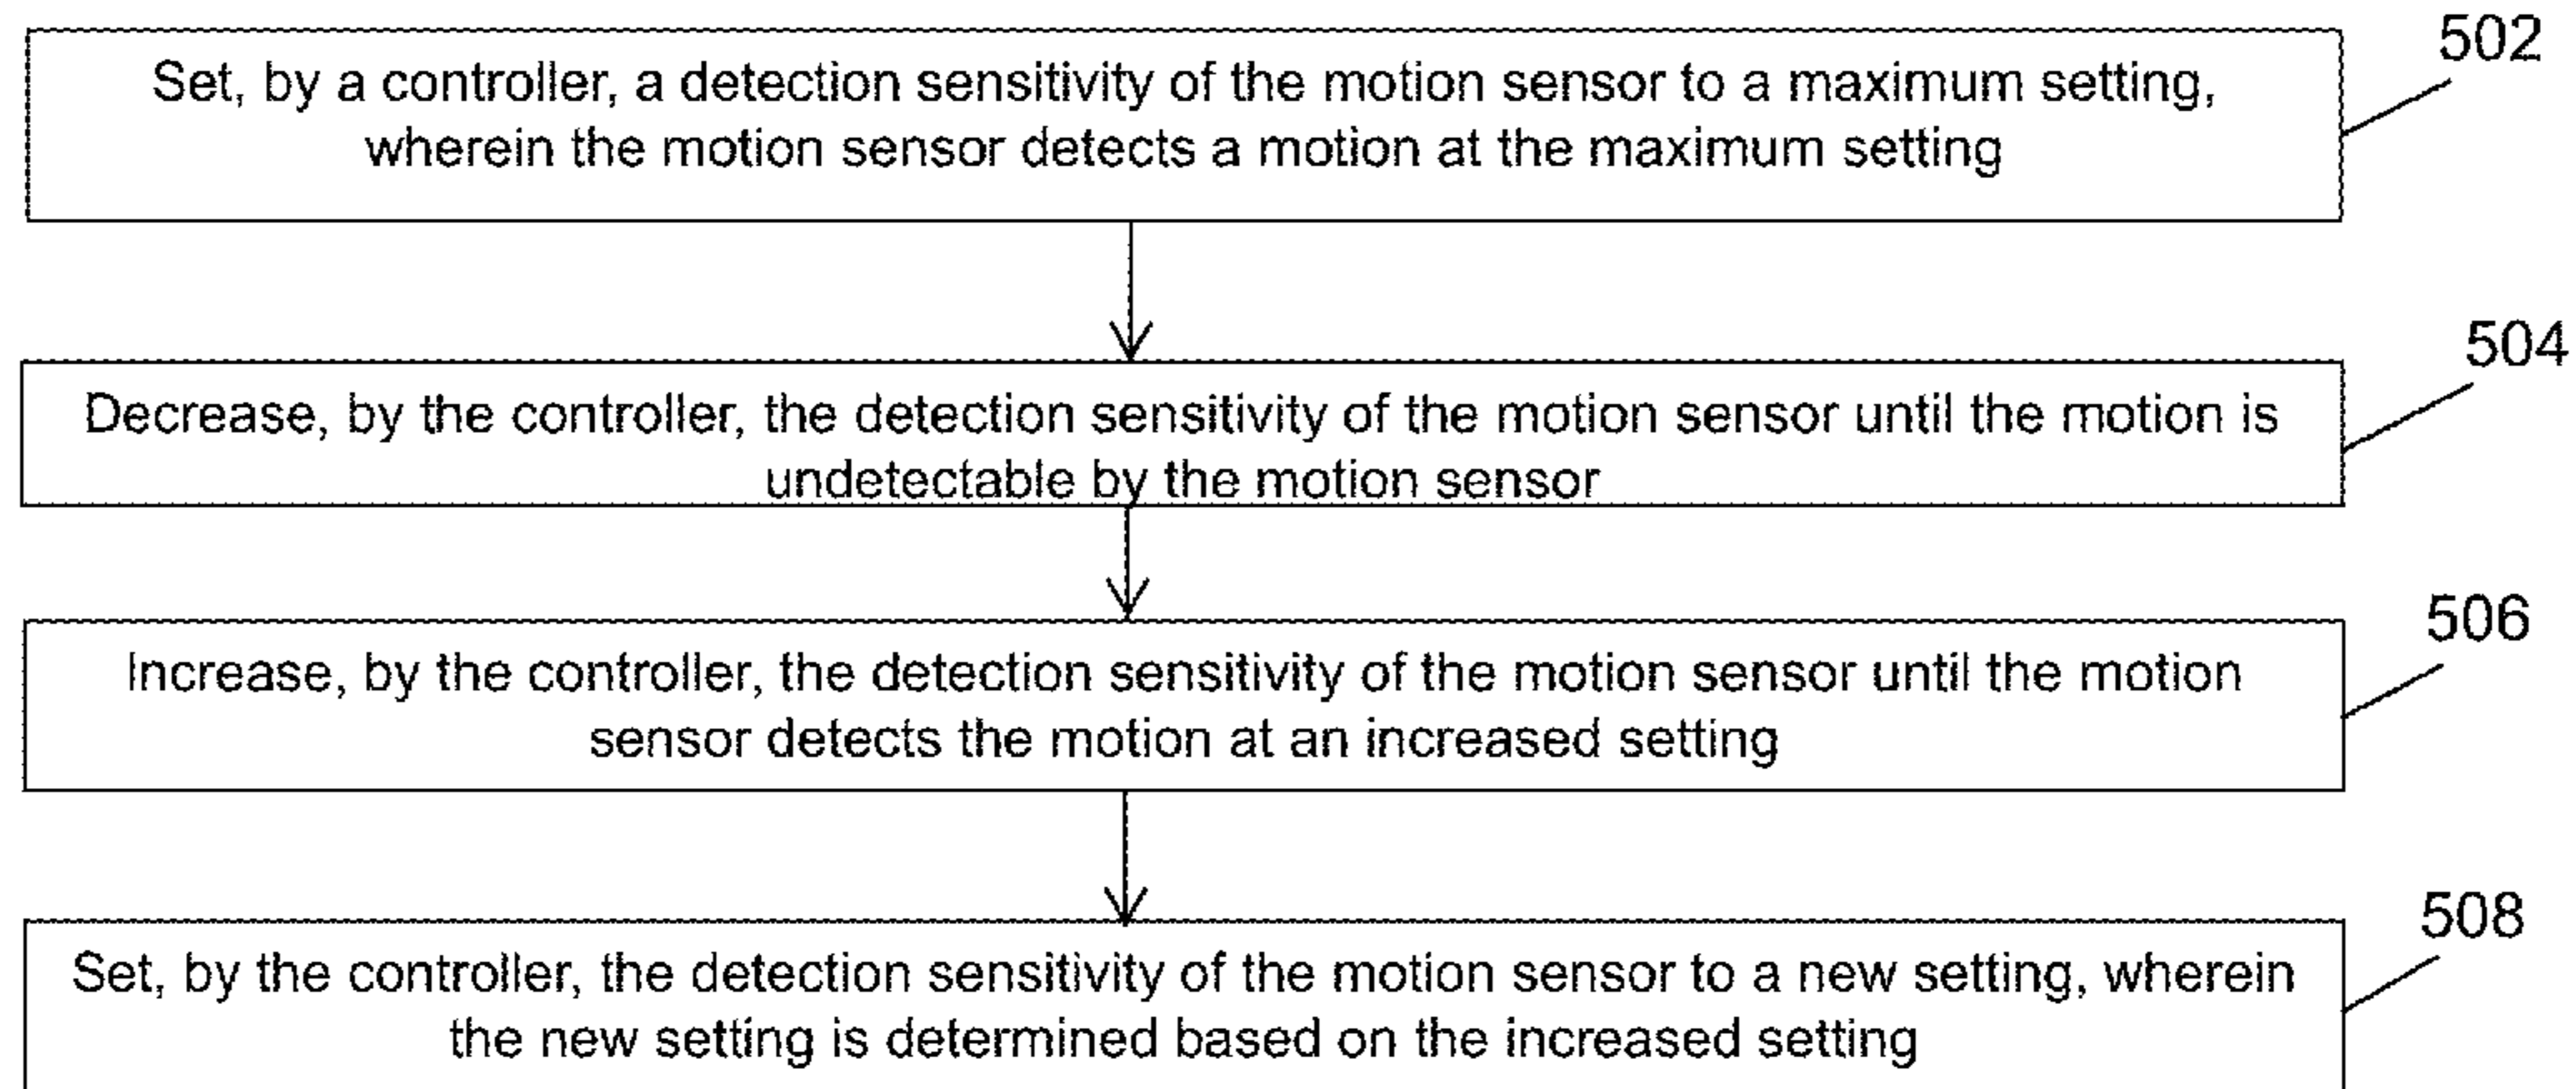 502
Set, by a controller, a detection sensitivity of the motion sensor to a maximum setting,
wherein the motion sensor detects a motion at the maximum setting
504
Decrease, by the controller, the detection sensitivity of the motion sensor until the motion is
undetectable by the motion sensor
506
Increase, by the controller, the detection sensitivity of the motion sensor until the motion
sensor detects the motion at an increased setting
508
Set, by the controller, the detection sensitivity of the motion sensor to a new setting, wherein
the new setting is determined based on the increased setting